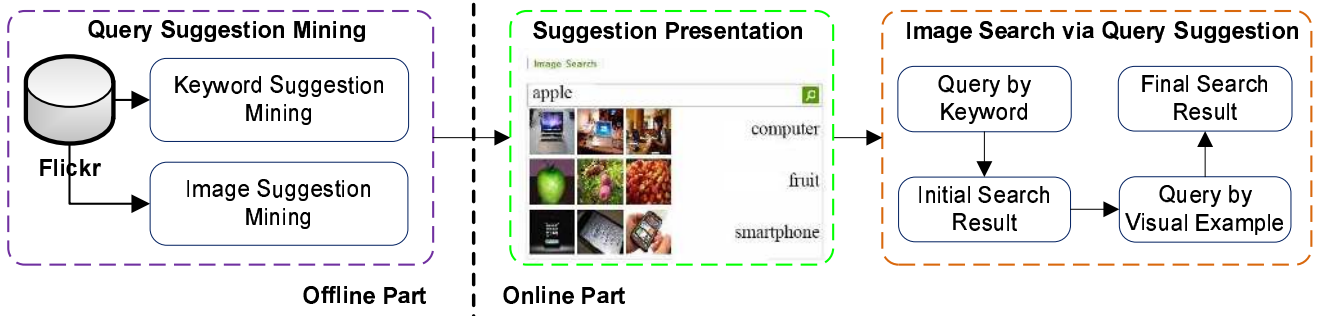 Query Suggestion Mining
Keyword Suggestion
Mining
Flickr
Image Suggestion
Mining
Offline Part
Suggestion Presentation
Image Search
apple
computer
fruit
smartphone
Online Part
Image Search via Query Suggestion
Query by
Keyword
Initial Search
Result
Query by
Visual Example
Final Search
Result